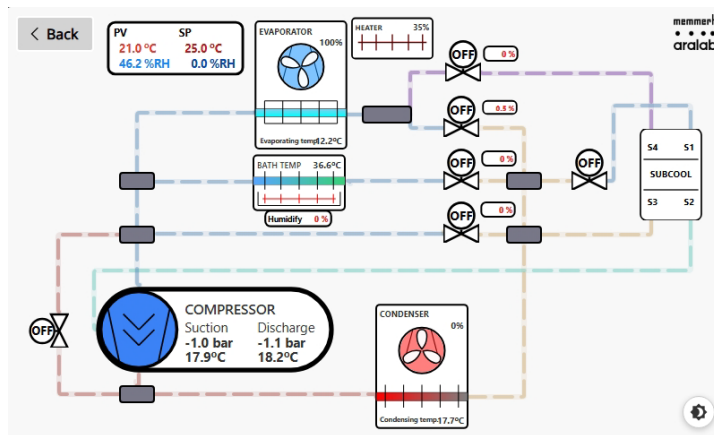 Back
PV SP
21.0 ºC 25.0 ºC
46.2 %RH 0.0 %RH
EVAPORATOR
100%
Evaporating temp 12.2ºC
HEATER 35%
memmert
aralab
OFF 0 %
OFF 0.5 %
BATH TEMP 36.6ºC
OFF 0 %
OFF
S4 S1
SUBCOOL
S3 S2
Humidify 0 %
OFF 0 %
OFF
COMPRESSOR
Suction Discharge
-1.0 bar -1.1 bar
17.9ºC 18.2ºC
CONDENSER
0%
Condensing temp. 17.7ºC